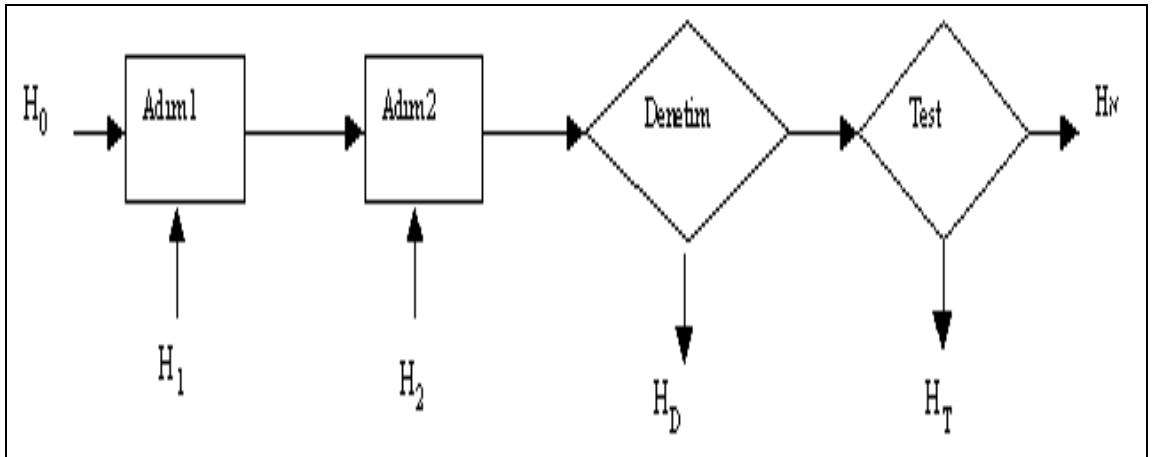 H0
Adım1
Adım2
Denetim
Test
HN
H1
H2
HD
HT